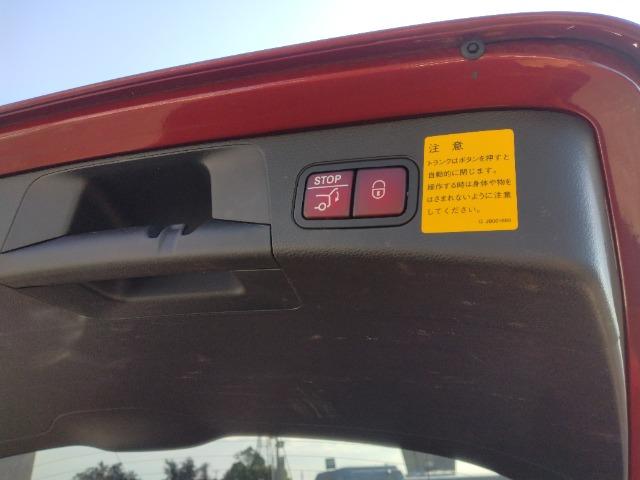 STOP
注 意
トランクはボタンを押すと
自動的に閉じます。
操作する時は身体や物を
はさまれないように注意
してください。